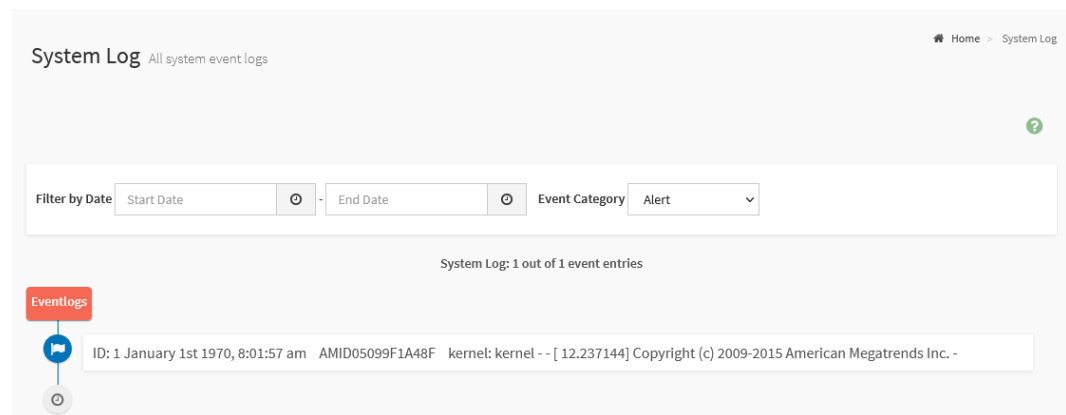 Home > System Log
System Log All system event logs
Filter by Date Start Date - End Date Event Category Alert
System Log: 1 out of 1 event entries
Eventlogs
ID: 1 January 1st 1970, 8:01:57 am AMID05099F1A48F kernel: kernel - - [ 12.237144] Copyright (c) 2009-2015 American Megatrends Inc. -